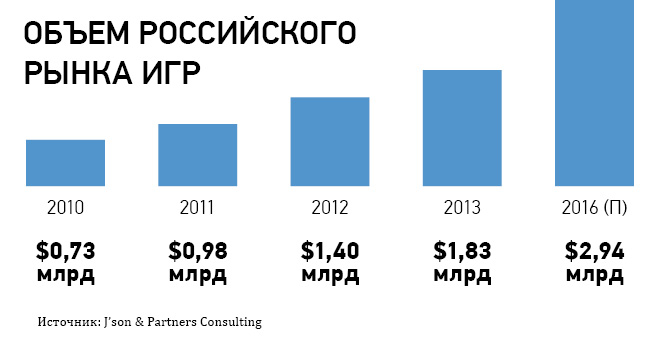 ОБЪЕМ РОССИЙСКОГО
РЫНКА ИГР
2010 2011 2012 2013 2016 (П)
$0,73 $0,98 $1,40 $1,83 $2,94
млрд млрд млрд млрд млрд
Источник: J’son & Partners Consulting